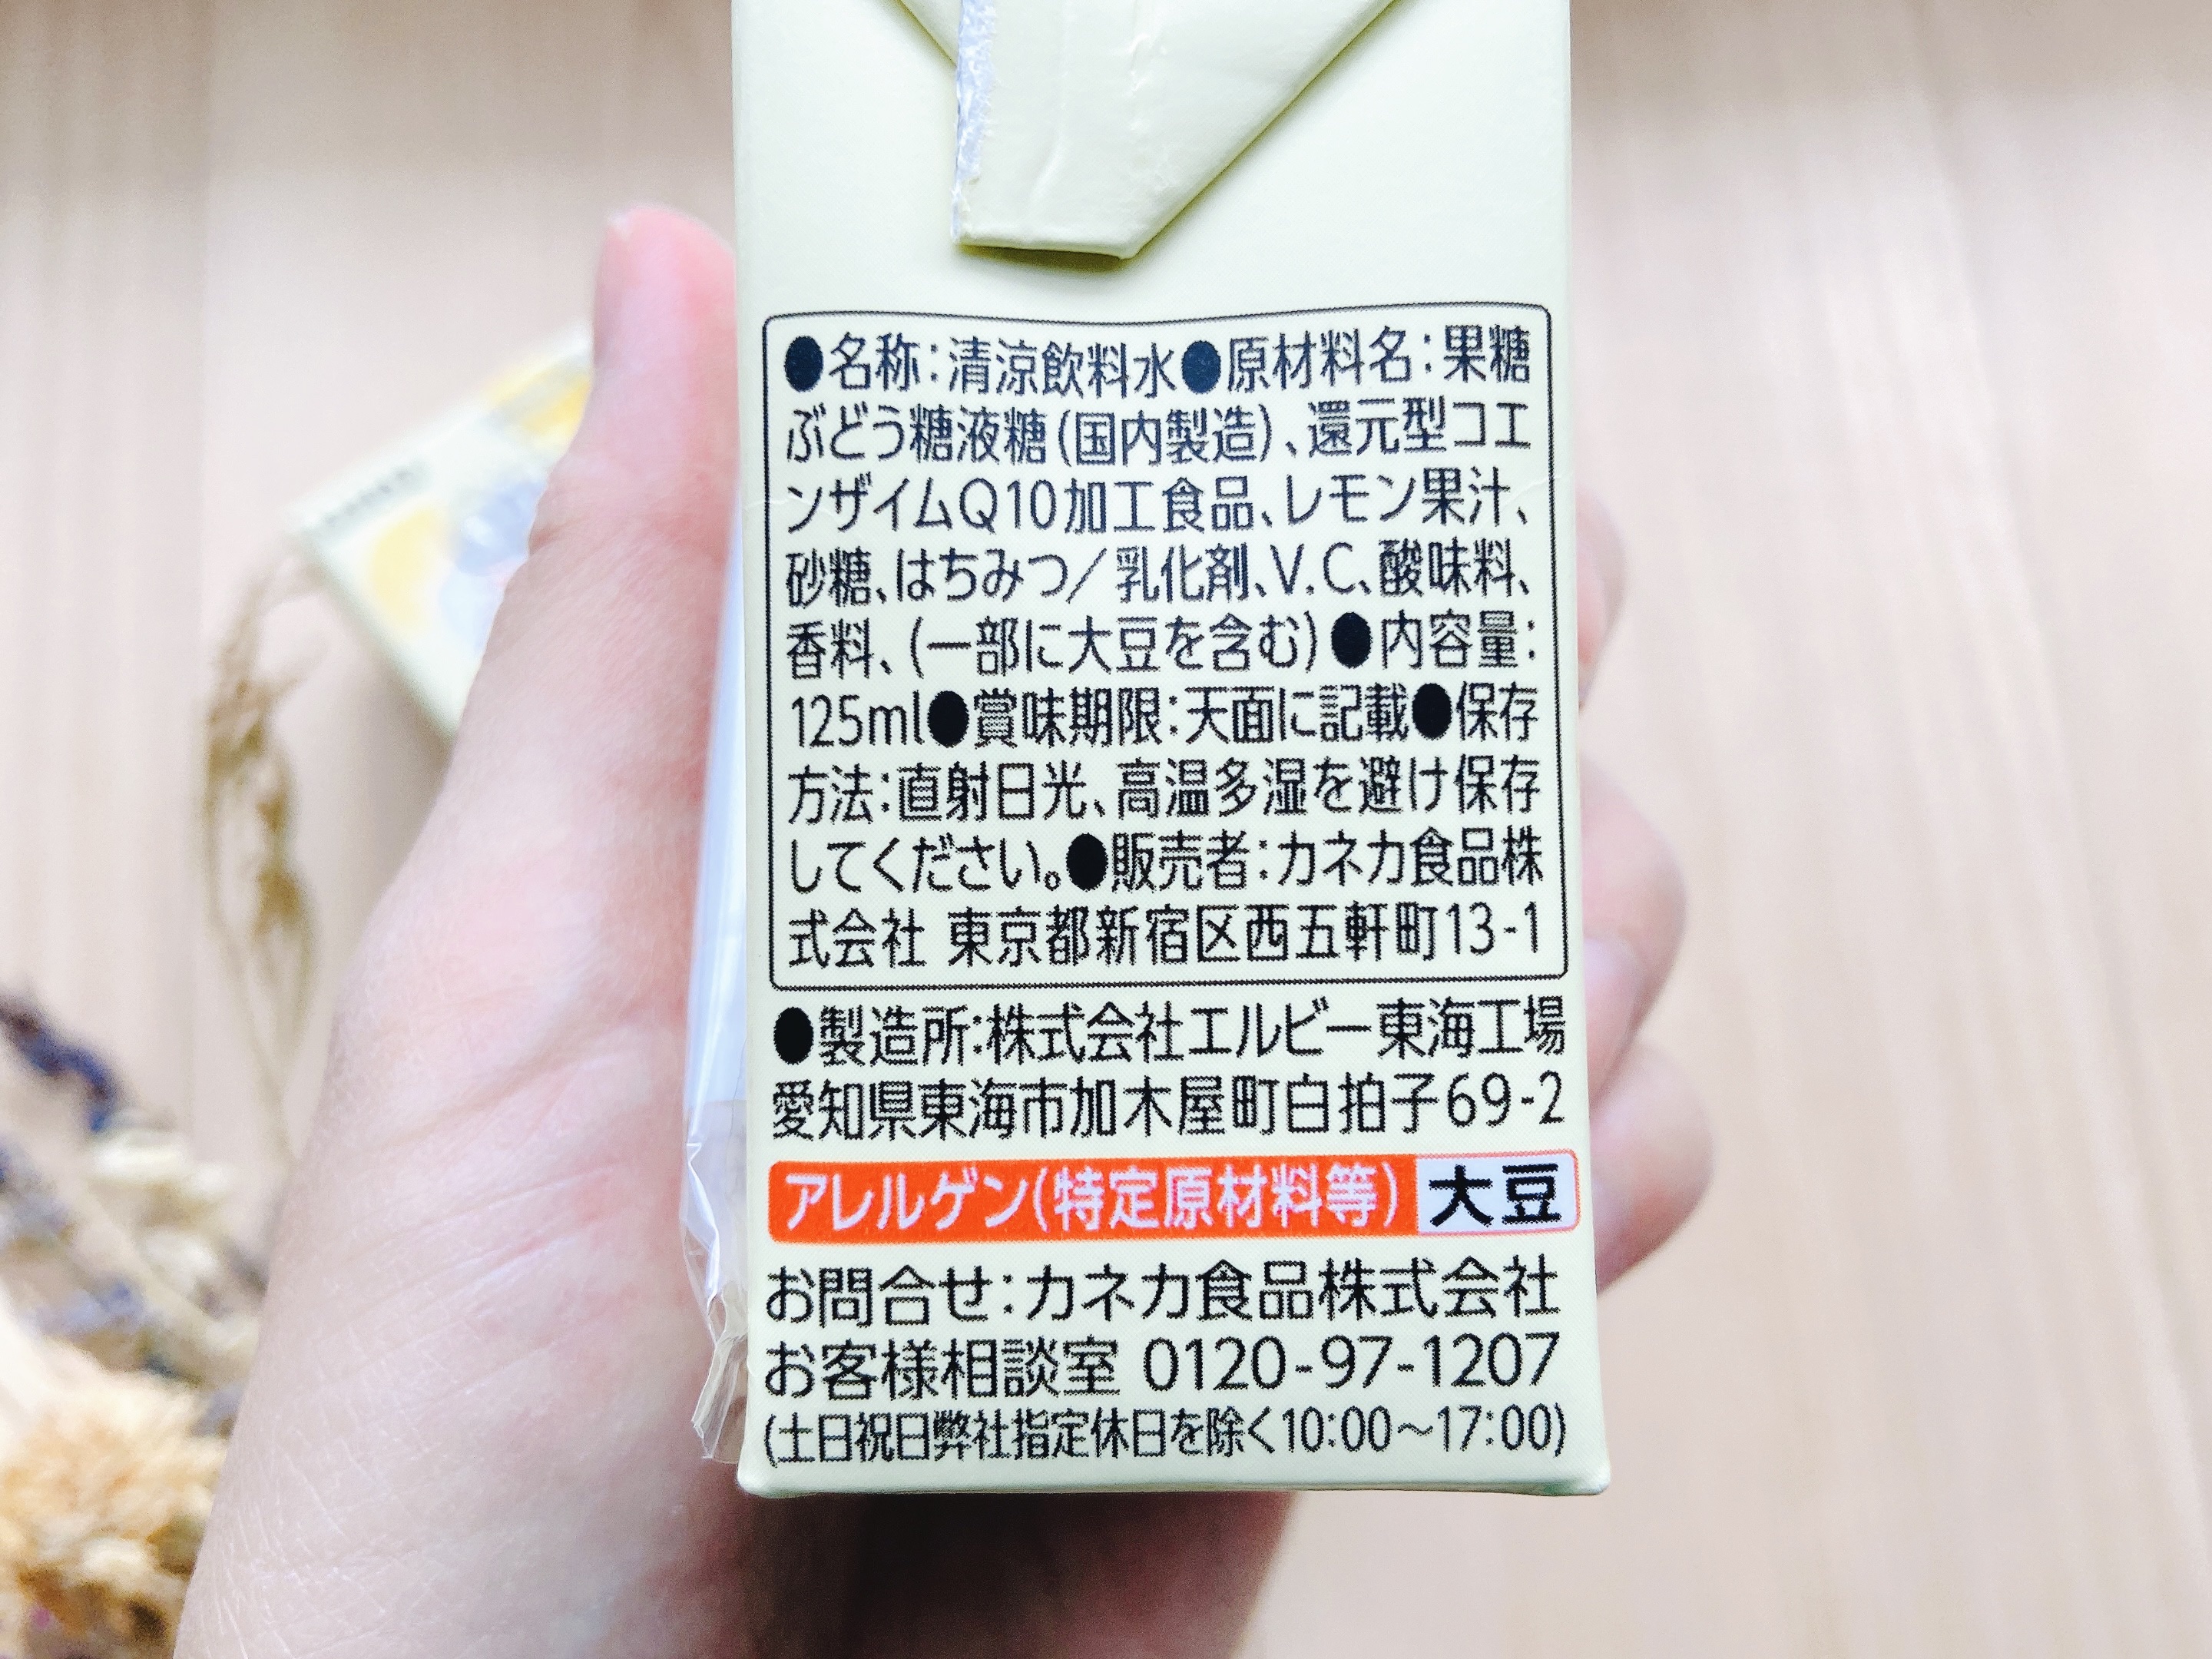 ●名称:清涼飲料水●原材料名:果糖
ぶどう糖液糖(国内製造)、還元型コエ
ンザイムQ10加工食品、レモン果汁、
砂糖、はちみつ/乳化剤、V.C、酸味料、
香料、(一部に大豆を含む)●内容量:
125ml●賞味期限:天面に記載●保存
方法:直射日光、高温多湿を避け保存
してください。●販売者:カネカ食品株
式会社 東京都新宿区西五軒町13-1
●製造所:株式会社エルビー東海工場
愛知県東海市加木屋町白拍子69-2
アレルゲン(特定原材料等) 大豆
お問合せ:カネカ食品株式会社
お客様相談室 0120-97-1207
(土日祝日弊社指定休日を除く10:00~17:00)